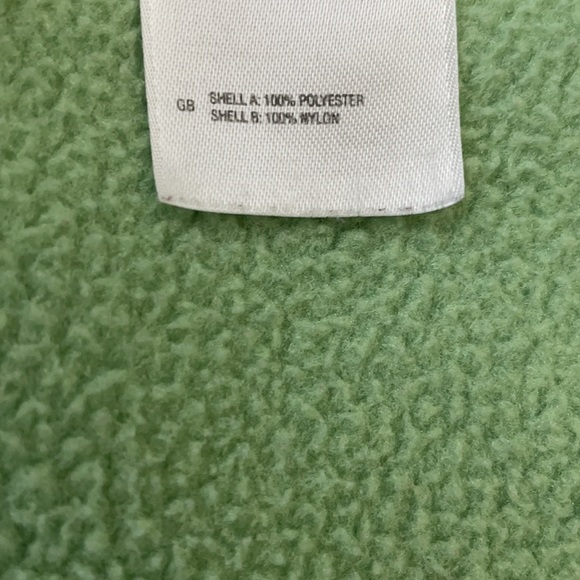 GB SHELL A: 100% POLYESTER
SHELL B: 100% NYLON